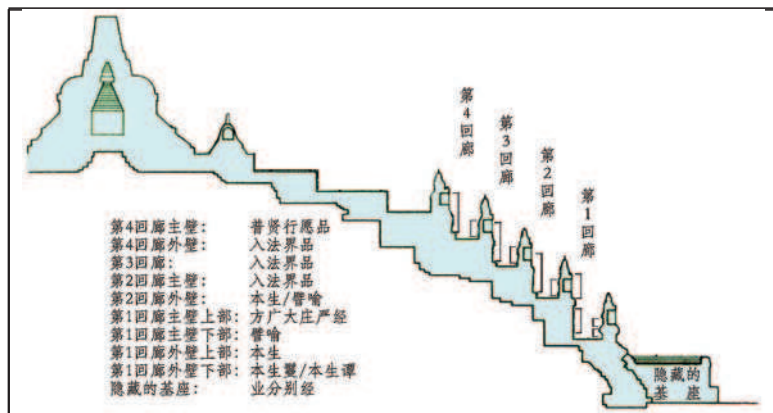 第4回廊
第3回廊
第2回廊
第1回廊
第4回廊主壁： 普贤行愿品
第4回廊外壁： 入法界品
第3回廊： 入法界品
第2回廊主壁： 入法界品
第2回廊外壁： 本生/譬喻
第1回廊主壁上部：方广大庄严经
第1回廊主壁下部：譬喻
第1回廊外壁上部：本生
第1回廊外壁下部：本生鬘/本生谭
隐藏的基座： 业分别经
隐藏的
基座